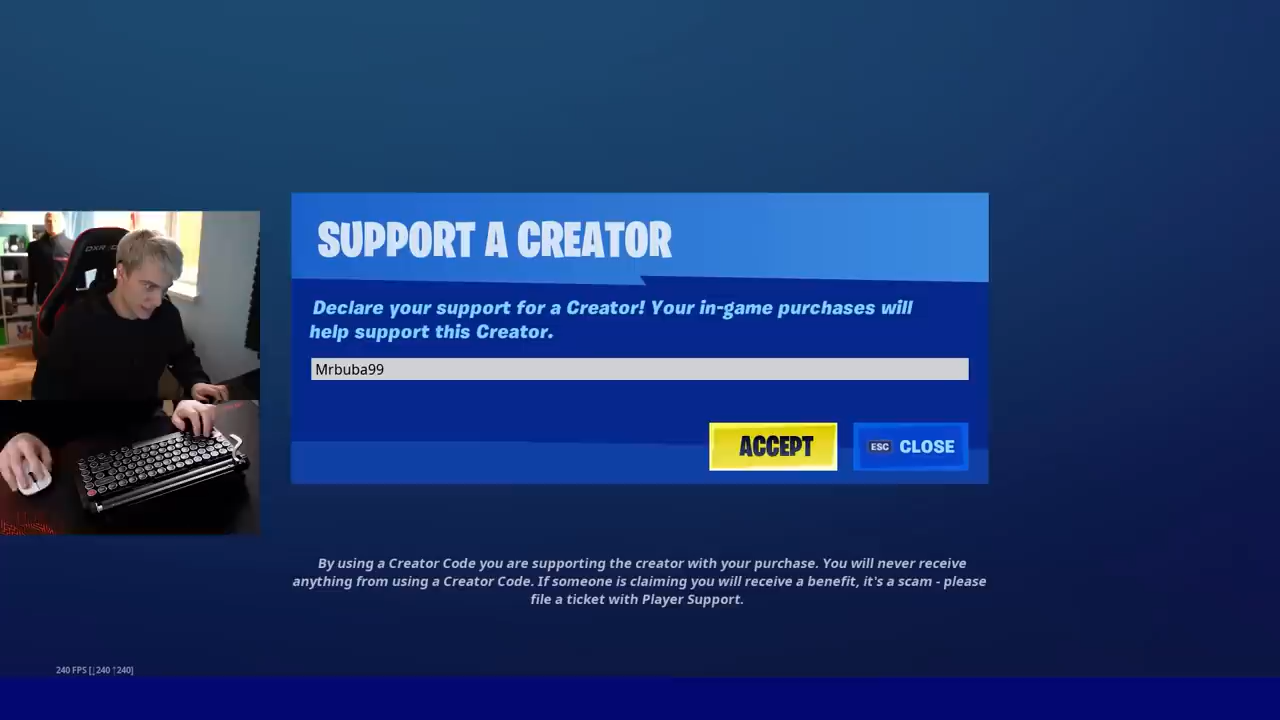 SUPPORT A CREATOR
Declare your support for a Creator! Your in-game purchases will
help support this Creator.
Mrbuba99
ACCEPT
ESC CLOSE
By using a Creator Code you are supporting the creator with your purchase. You will never receive
anything from using a Creator Code. If someone is claiming you will receive a benefit, it's a scam - please
file a ticket with Player Support.
240 FPS [↓240 ↑240]